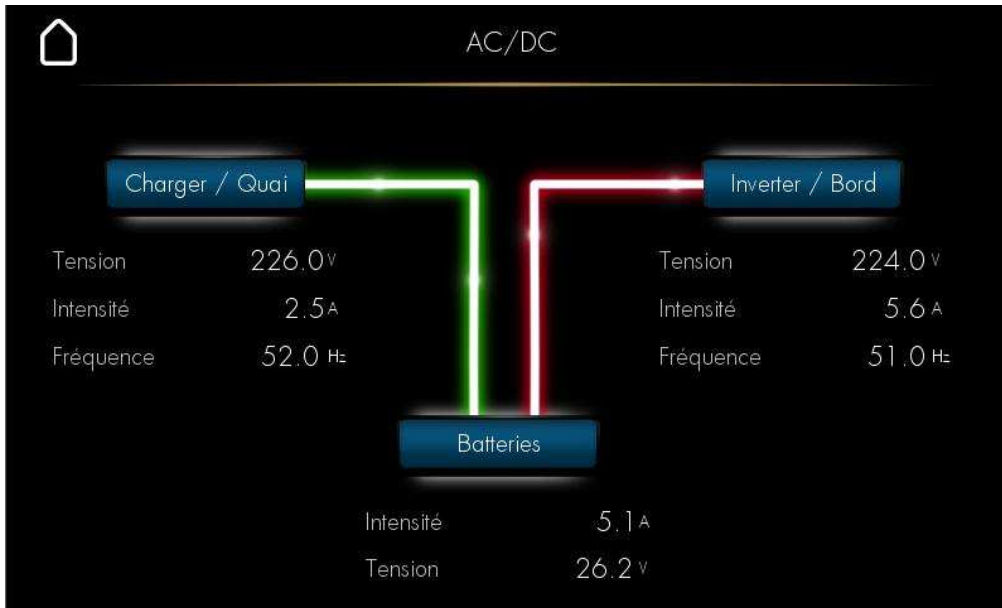 AC/DC
Charger / Quai
Inverter / Bord
Tension 226.0 V
Intensité 2.5 A
Fréquence 52.0 Hz
Tension 224.0 V
Intensité 5.6 A
Fréquence 51.0 Hz
Batteries
Intensité 5.1 A
Tension 26.2 V